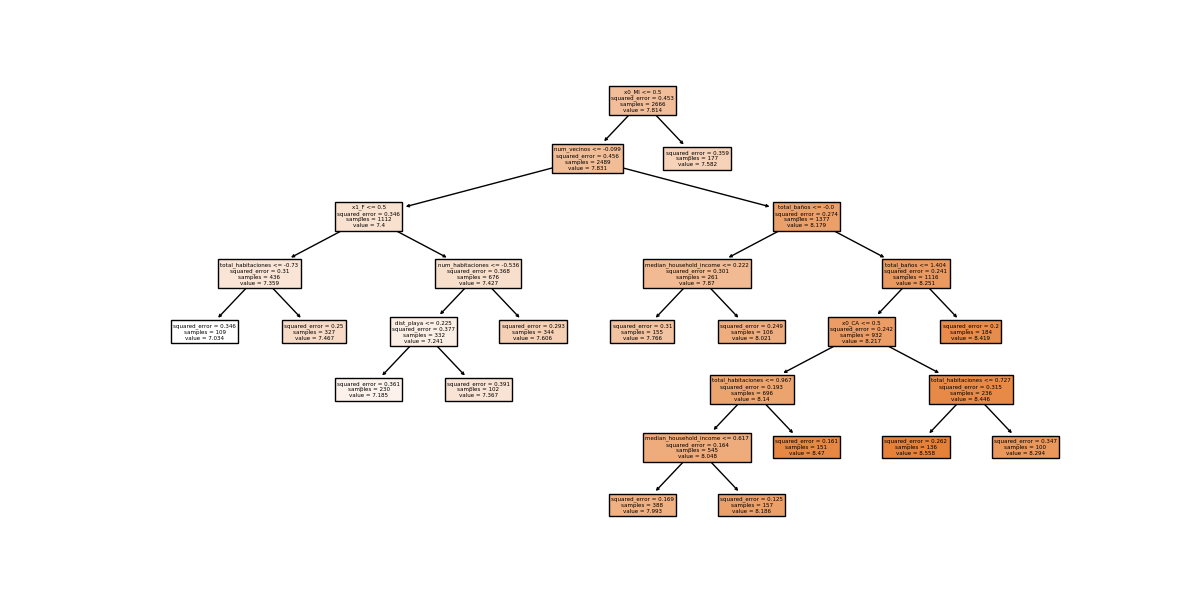 x0_MI <= 0.5
squared_error = 0.453
samples = 2666
value = 7.814
num_vecinos <= -0.099
squared_error = 0.456
samples = 2489
value = 7.831
squared_error = 0.359
samples = 177
value = 7.582
x1_F <= 0.5
squared_error = 0.346
samples = 1112
value = 7.4
total_baños <= -0.0
squared_error = 0.274
samples = 1377
value = 8.179
total_habitaciones <= -0.73
squared_error = 0.31
samples = 436
value = 7.359
num_habitaciones <= -0.536
squared_error = 0.368
samples = 676
value = 7.427
median_household_income <= 0.222
squared_error = 0.301
samples = 261
value = 7.87
total_baños <= 1.404
squared_error = 0.241
samples = 1116
value = 8.251
squared_error = 0.346
samples = 109
value = 7.034
squared_error = 0.25
samples = 327
value = 7.467
dist_playa <= 0.225
squared_error = 0.377
samples = 332
value = 7.241
squared_error = 0.293
samples = 344
value = 7.606
squared_error = 0.31
samples = 155
value = 7.766
squared_error = 0.249
samples = 106
value = 8.021
x0_CA <= 0.5
squared_error = 0.242
samples = 932
value = 8.217
squared_error = 0.2
samples = 184
value = 8.419
squared_error = 0.361
samples = 230
value = 7.185
squared_error = 0.391
samples = 102
value = 7.367
total_habitaciones <= 0.967
squared_error = 0.193
samples = 696
value = 8.14
total_habitaciones <= 0.727
squared_error = 0.315
samples = 236
value = 8.446
median_household_income <= 0.617
squared_error = 0.164
samples = 545
value = 8.048
squared_error = 0.161
samples = 151
value = 8.47
squared_error = 0.262
samples = 136
value = 8.558
squared_error = 0.347
samples = 100
value = 8.294
squared_error = 0.169
samples = 388
value = 7.993
squared_error = 0.125
samples = 157
value = 8.186